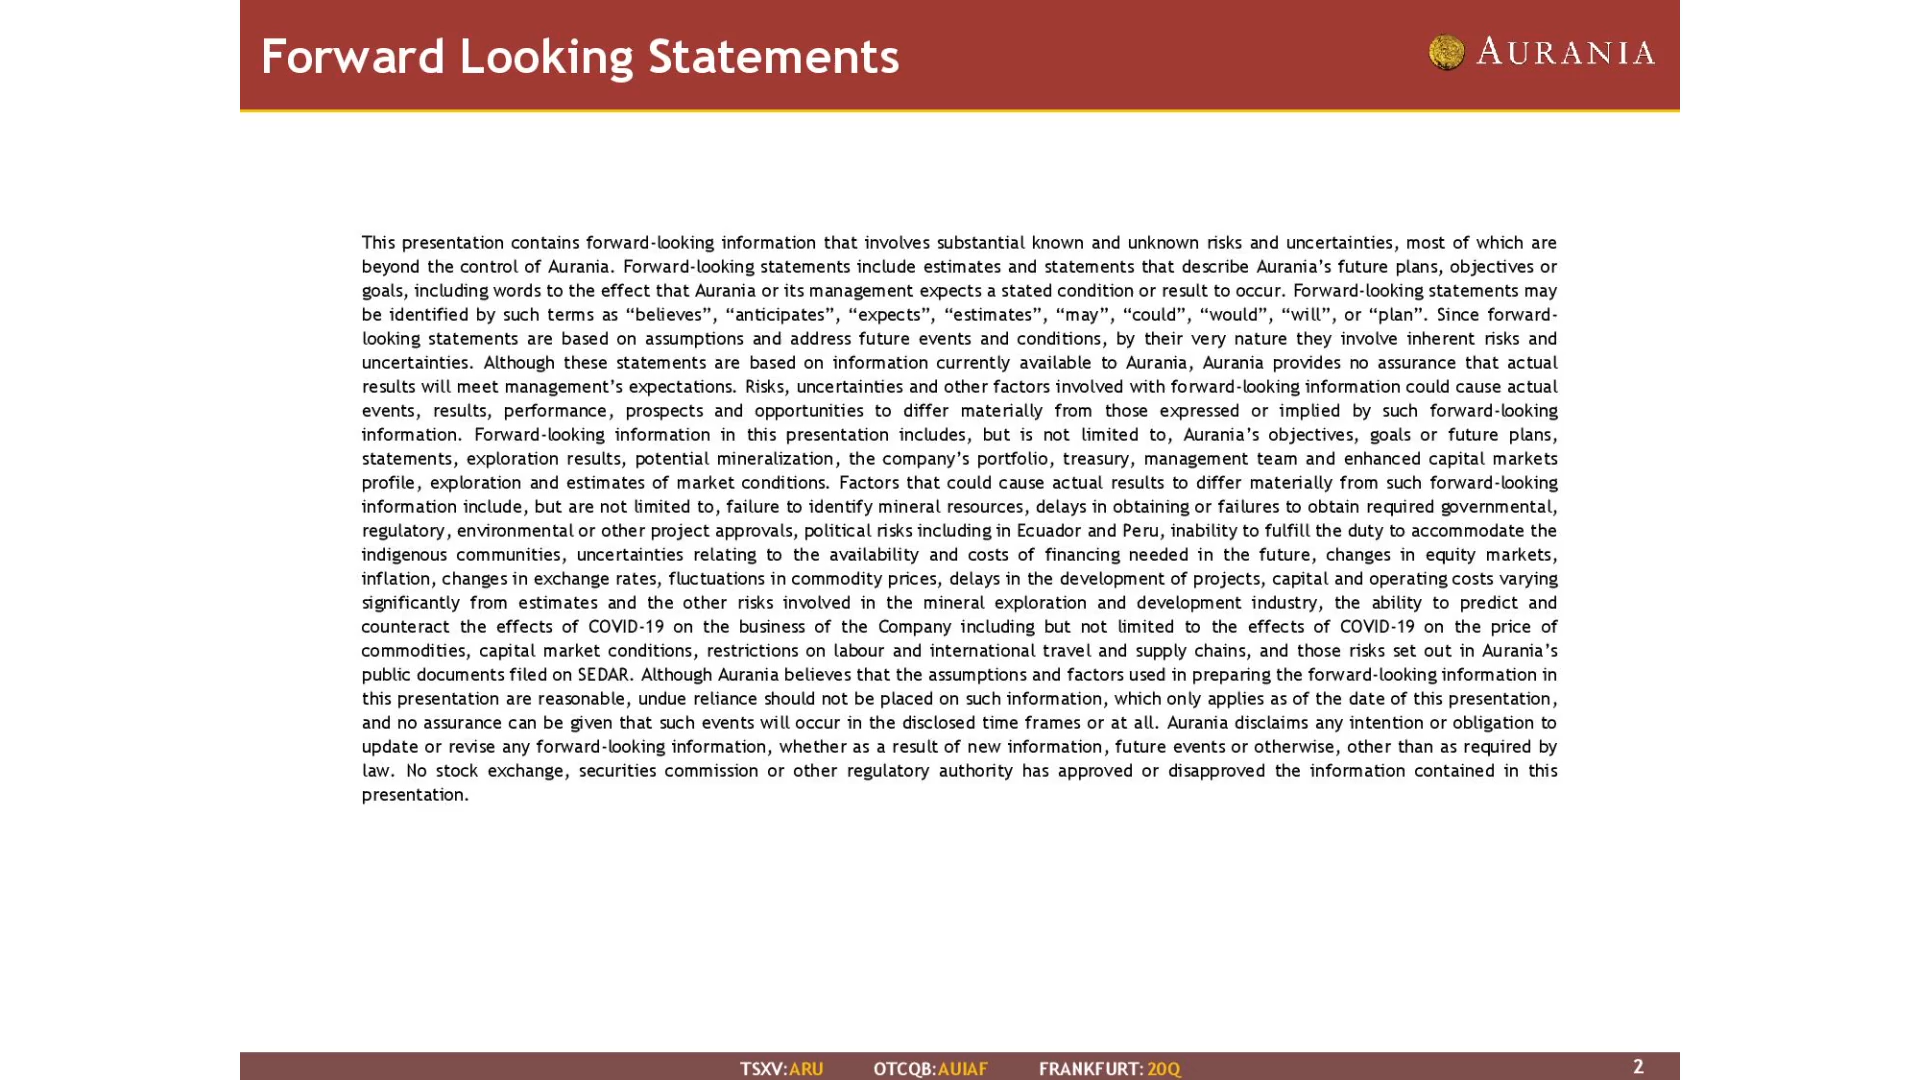 Forward Looking Statements
AURANIA
This presentation contains forward-looking information that involves substantial known and unknown risks and uncertainties, most of which are
beyond the control of Aurania. Forward-looking statements include estimates and statements that describe Aurania’s future plans, objectives or
goals, including words to the effect that Aurania or its management expects a stated condition or result to occur. Forward-looking statements may
be identified by such terms as “believes”, “anticipates”, “expects”, “estimates”, “may”, “could”, “would”, “will”, or “plan”. Since forward-
looking statements are based on assumptions and address future events and conditions, by their very nature they involve inherent risks and
uncertainties. Although these statements are based on information currently available to Aurania, Aurania provides no assurance that actual
results will meet management’s expectations. Risks, uncertainties and other factors involved with forward-looking information could cause actual
events, results, performance, prospects and opportunities to differ materially from those expressed or implied by such forward-looking
information. Forward-looking information in this presentation includes, but is not limited to, Aurania’s objectives, goals or future plans,
statements, exploration results, potential mineralization, the company’s portfolio, treasury, management team and enhanced capital markets
profile, exploration and estimates of market conditions. Factors that could cause actual results to differ materially from such forward-looking
information include, but are not limited to, failure to identify mineral resources, delays in obtaining or failures to obtain required governmental,
regulatory, environmental or other project approvals, political risks including in Ecuador and Peru, inability to fulfill the duty to accommodate the
indigenous communities, uncertainties relating to the availability and costs of financing needed in the future, changes in equity markets,
inflation, changes in exchange rates, fluctuations in commodity prices, delays in the development of projects, capital and operating costs varying
significantly from estimates and the other risks involved in the mineral exploration and development industry, the ability to predict and
counteract the effects of COVID-19 on the business of the Company including but not limited to the effects of COVID-19 on the price of
commodities, capital market conditions, restrictions on labour and international travel and supply chains, and those risks set out in Aurania’s
public documents filed on SEDAR. Although Aurania believes that the assumptions and factors used in preparing the forward-looking information in
this presentation are reasonable, undue reliance should not be placed on such information, which only applies as of the date of this presentation,
and no assurance can be given that such events will occur in the disclosed time frames or at all. Aurania disclaims any intention or obligation to
update or revise any forward-looking information, whether as a result of new information, future events or otherwise, other than as required by
law. No stock exchange, securities commission or other regulatory authority has approved or disapproved the information contained in this
presentation.
TSXV:ARU OTCQB:AUIAF FRANKFURT:20Q
2